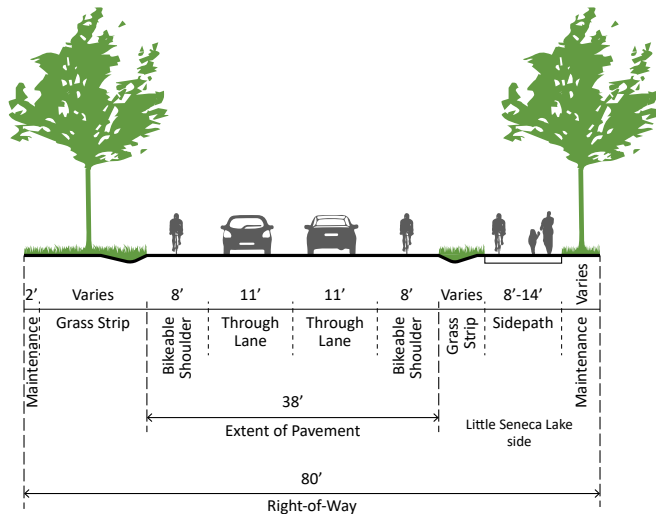 2’ Varies 8’ 11’ 11’ 8’ Varies 8’-14’ Varies
Maintenance
Grass Strip
Bikeable
Shoulder
Through
Lane
Through
Lane
Bikeable
Shoulder
Grass
Strip
Sidepath
Maintenance
38’
Extent of Pavement
Little Seneca Lake
side
80’
Right-of-Way